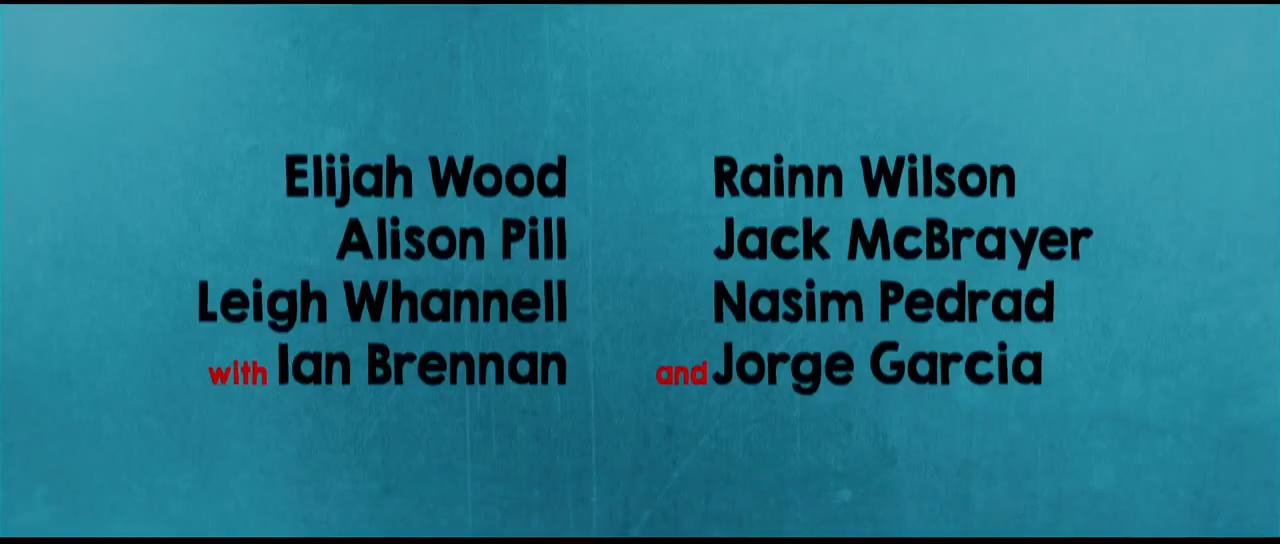 Elijah Wood
Rainn Wilson
Alison Pill
Jack McBrayer
Leigh Whannell
Nasim Pedrad
with Ian Brennan
and Jorge Garcia